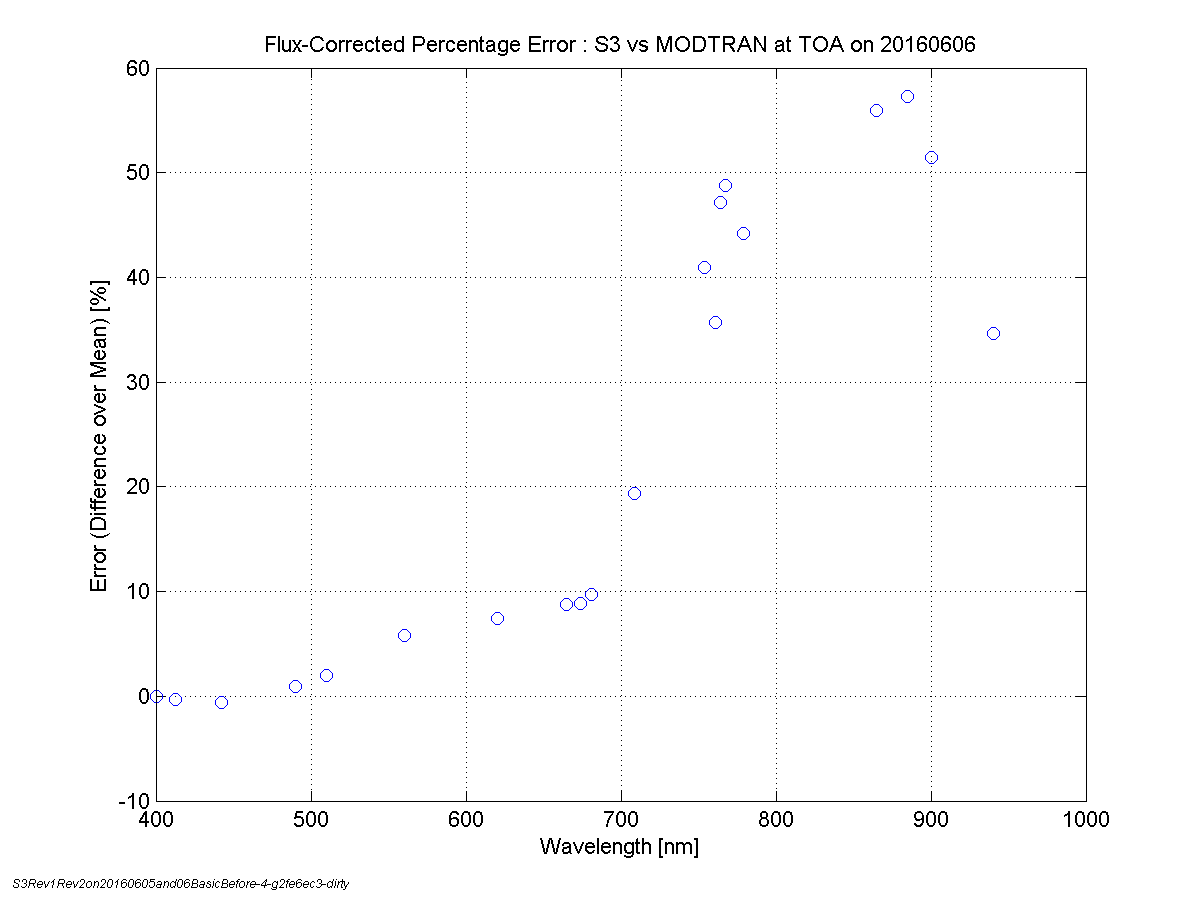 Flux-Corrected Percentage Error : S3 vs MODTRAN at TOA on 20160606
60
50
40
30
20
10
0
-10
Error (Difference over Mean) [%]
400 500 600 700 800 900 1000
Wavelength [nm]
S3Rev1Rev2on20160605and06BasicBefore-4-g2fe6ec3-dirty